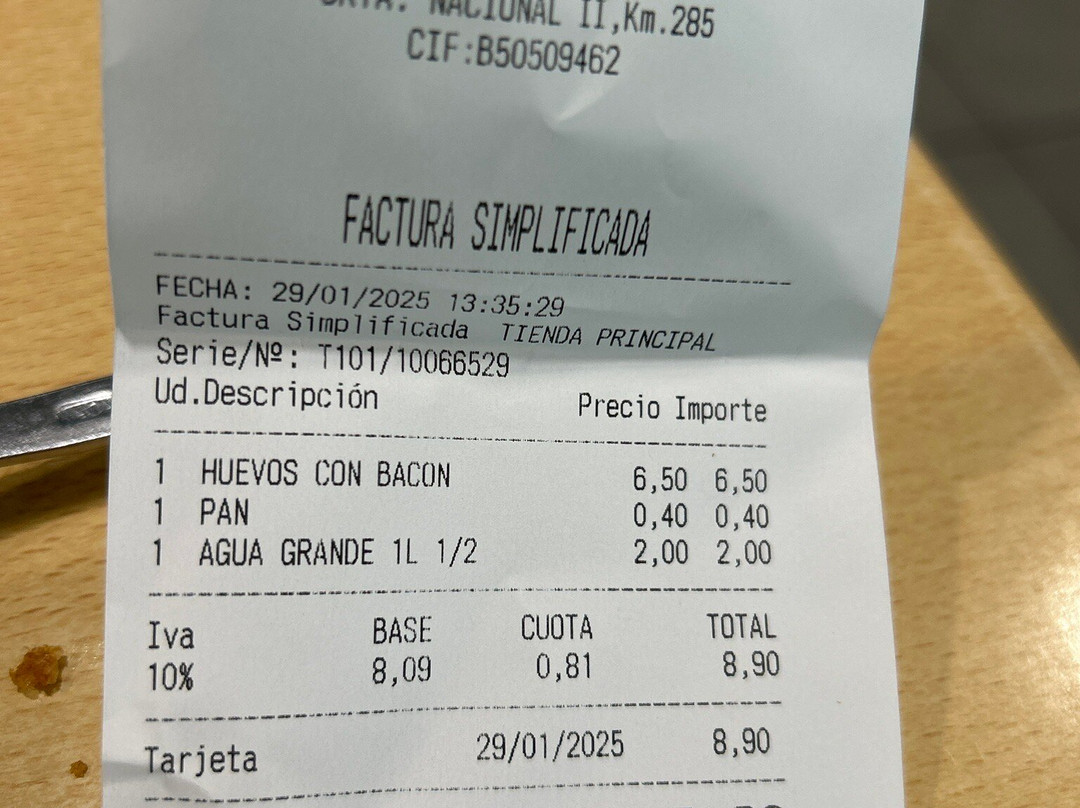 NACIONAL II,Km.285
CIF:B50509462
FACTURA SIMPLIFICADA
FECHA: 29/01/2025 13:35:29
Factura Simplificada TIENDA PRINCIPAL
Serie/Nº: T101/10066529
Ud.Descripción Precio Importe
1 HUEVOS CON BACON 6,50 6,50
1 PAN 0,40 0,40
1 AGUA GRANDE 1L 1/2 2,00 2,00
Iva BASE CUOTA TOTAL
10% 8,09 0,81 8,90
Tarjeta 29/01/2025 8,90